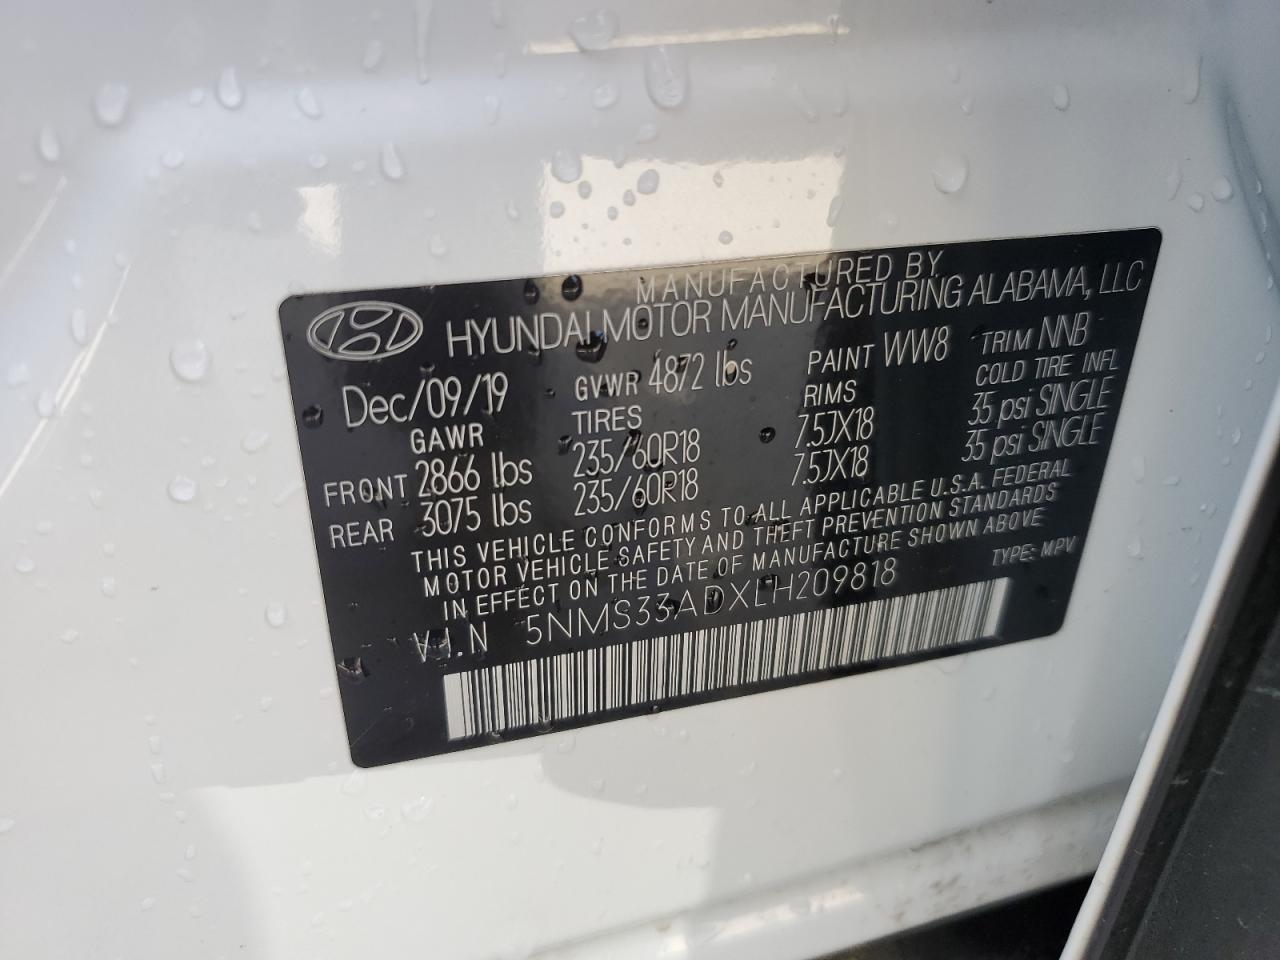 MANUFACTURED BY
HYUNDAI MOTOR MANUFACTURING ALABAMA, LLC
Dec/09/19 GVWR 4872 lbs PAINT WW8 TRIM NNB
GAWR TIRES RIMS COLD TIRE INFL
FRONT 2866 lbs 235/60R18 7.5JX18 35 psi SINGLE
REAR 3075 lbs 235/60R18 7.5JX18 35 psi SINGLE
THIS VEHICLE CONFORMS TO ALL APPLICABLE U.S.A. FEDERAL
MOTOR VEHICLE SAFETY AND THEFT PREVENTION STANDARDS
IN EFFECT ON THE DATE OF MANUFACTURE SHOWN ABOVE
V.I.N 5NMS33ADXLH209818 TYPE: MPV